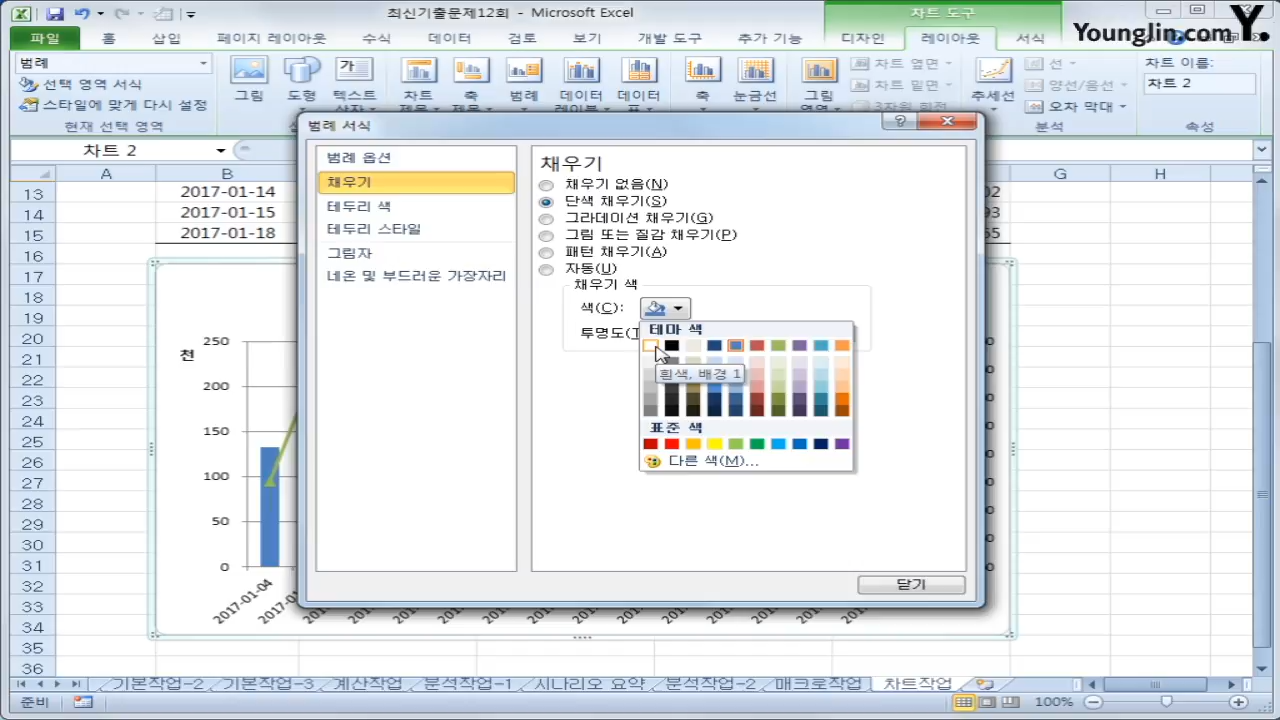 최신기출문제12회 - Microsoft Excel
차트 도구
Younglin.com Y.
파일 홈 삽입 페이지 레이아웃 수식 데이터 검토 보기 개발 도구 추가 기능 디자인 레이아웃 서식
범례
선택 영역 서식
스타일에 맞게 다시 설정
현재 선택 영역
그림 도형 텍스트
차트 축 범례 데이터 데이터
축 눈금선
그림
차트 옆면
차트 밑면
3차원 회전
추세선
선
양선/음선
오차 막대
분석
차트 이름:
차트 2
속성
차트 2
A B G H
13 2017-01-14
14 2017-01-15
15 2017-01-18
16
17
18
19
20
21
22
23
24
25
26
27
28
29
30
31
32
33
34
35
36
천
250
200
150
100
50
0
2017-01-04
범례 서식
범례 옵션
채우기
테두리 색
테두리 스타일
그림자
네온 및 부드러운 가장자리
채우기
채우기 없음(N)
단색 채우기(S)
그라데이션 채우기(G)
그림 또는 질감 채우기(P)
패턴 채우기(A)
자동(U)
채우기 색
색(C):
투명도(T
테마 색
흰색, 배경 1
표준 색
다른 색(M)...
닫기
기본작업-2 기본작업-3 계산작업 분석작업-1 시나리오 요약 분석작업-2 매크로작업 차트작업
준비
100%